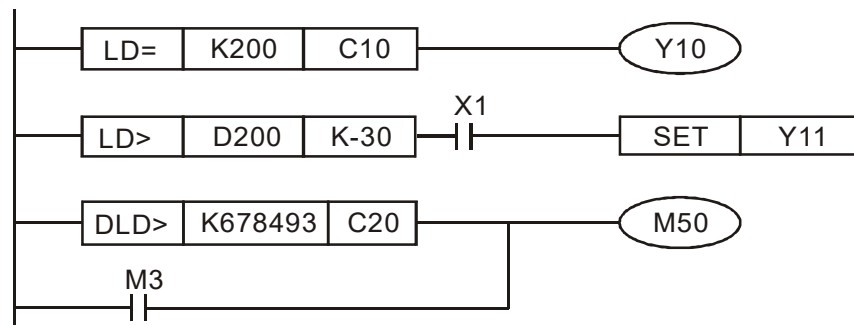 LD= K200 C10 Y10
X1
LD> D200 K-30 SET Y11
DLD> K678493 C20 M50
M3